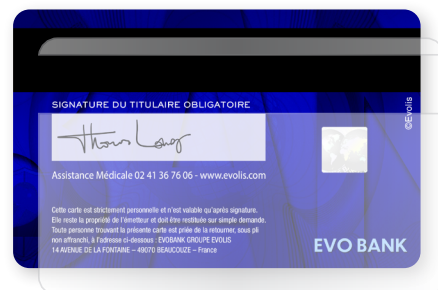 SIGNATURE DU TITULAIRE OBLIGATOIRE
©Evolis
Assistance Médicale 02 41 36 76 06 - www.evolis.com
Cette carte est strictement personnelle et n'est valable qu'après signature.
Elle reste la propriété de l'émetteur et doit être restituée sur simple demande.
Toute personne trouvant la présente carte est priée de la retourner, sous pli
non affranchi, à l'adresse ci-dessous : EVOBANK GROUPE EVOLIS
14 AVENUE DE LA FONTAINE – 49070 BEAUCOUZE – France
EVO BANK